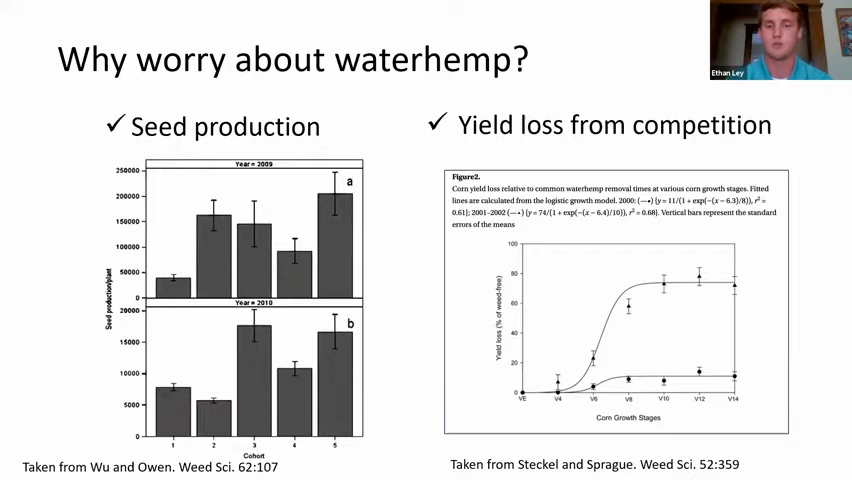 Why worry about waterhemp?
Ethan Ley
✓ Seed production
✓ Yield loss from competition
Year = 2009
250000
200000
150000
100000
50000
0
a
Year = 2010
20000
15000
10000
5000
0
b
Seed production/plant
1 2 3 4 5
Cohort
Taken from Wu and Owen. Weed Sci. 62:107
Figure2.
Corn yield loss relative to common waterhemp removal times at various corn growth stages. Fitted
lines are calculated from the logistic growth model. 2000: (—•) {y = 11/(1 + exp(−(x − 6.3)/8)), r² =
0.61}; 2001–2002 (—▴) {y = 74/(1 + exp(−(x − 6.4)/10)), r² = 0.68}. Vertical bars represent the standard
errors of the means
100
80
60
40
20
0
Yield loss (% of weed-free)
VE V4 V6 V8 V10 V12 V14
Corn Growth Stages
Taken from Steckel and Sprague. Weed Sci. 52:359